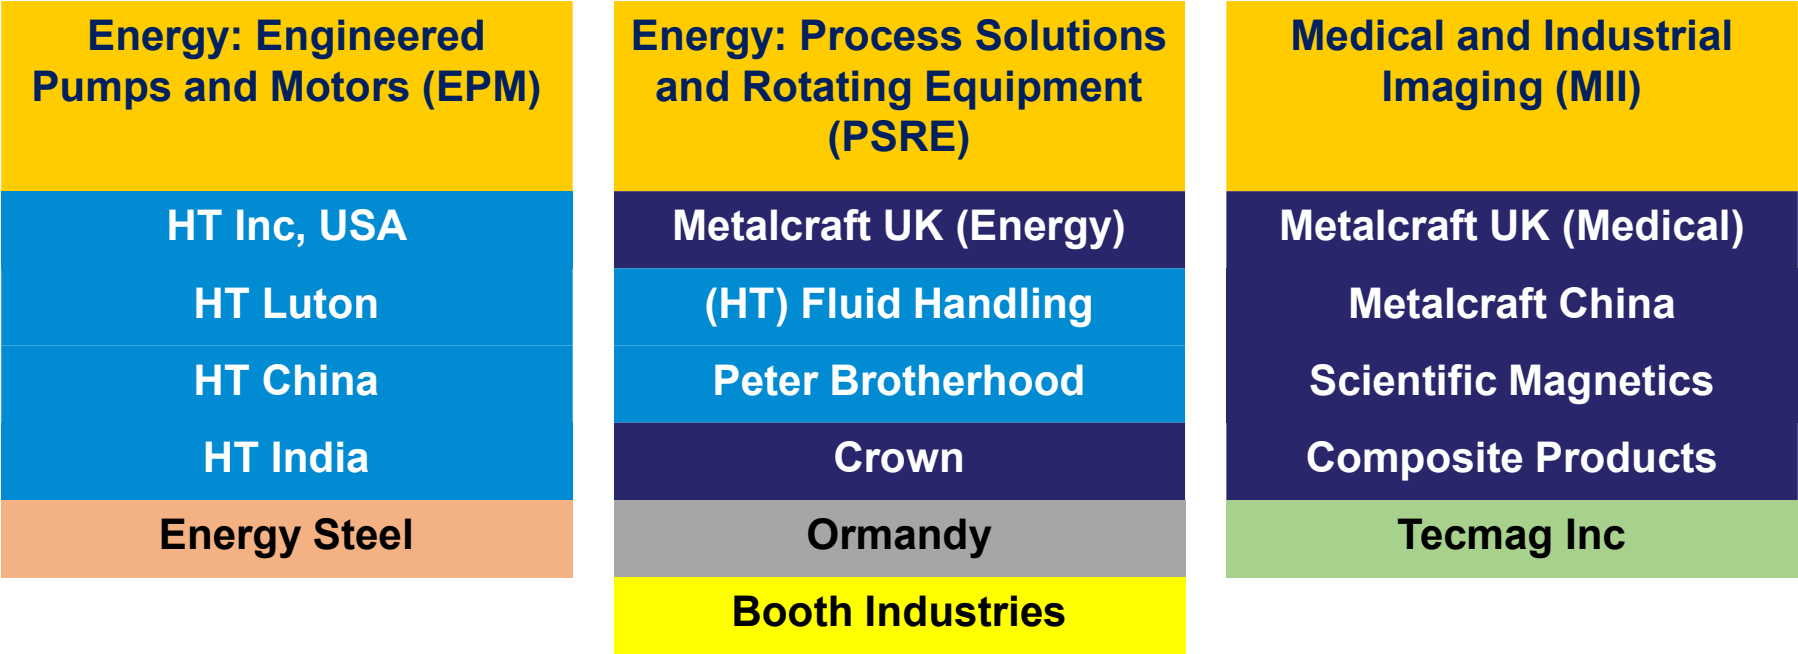 Energy: Engineered
Pumps and Motors (EPM)
HT Inc, USA
HT Luton
HT China
HT India
Energy Steel
Energy: Process Solutions
and Rotating Equipment
(PSRE)
Metalcraft UK (Energy)
(HT) Fluid Handling
Peter Brotherhood
Crown
Ormandy
Booth Industries
Medical and Industrial
Imaging (MII)
Metalcraft UK (Medical)
Metalcraft China
Scientific Magnetics
Composite Products
Tecmag Inc